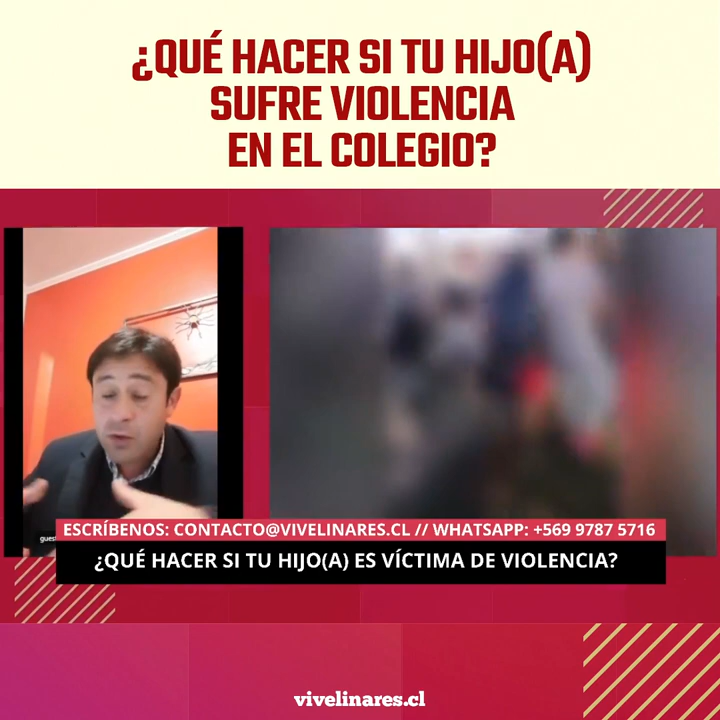 ¿QUÉ HACER SI TU HIJO(A)
SUFRE VIOLENCIA
EN EL COLEGIO?
ESCRÍBENOS: CONTACTO@VIVELINARES.CL // WHATSAPP: +569 9787 5716
¿QUÉ HACER SI TU HIJO(A) ES VÍCTIMA DE VIOLENCIA?
vivelinares.cl